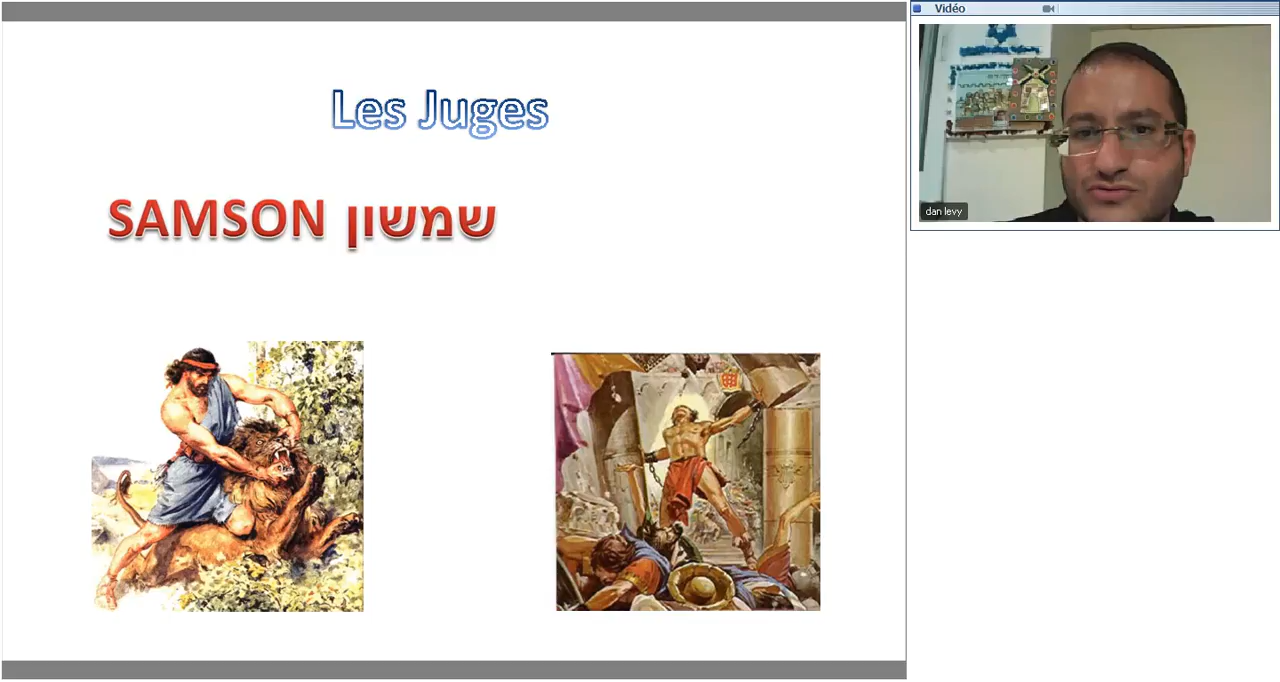 Les Juges
SAMSON שמשון
Vidéo
dan levy